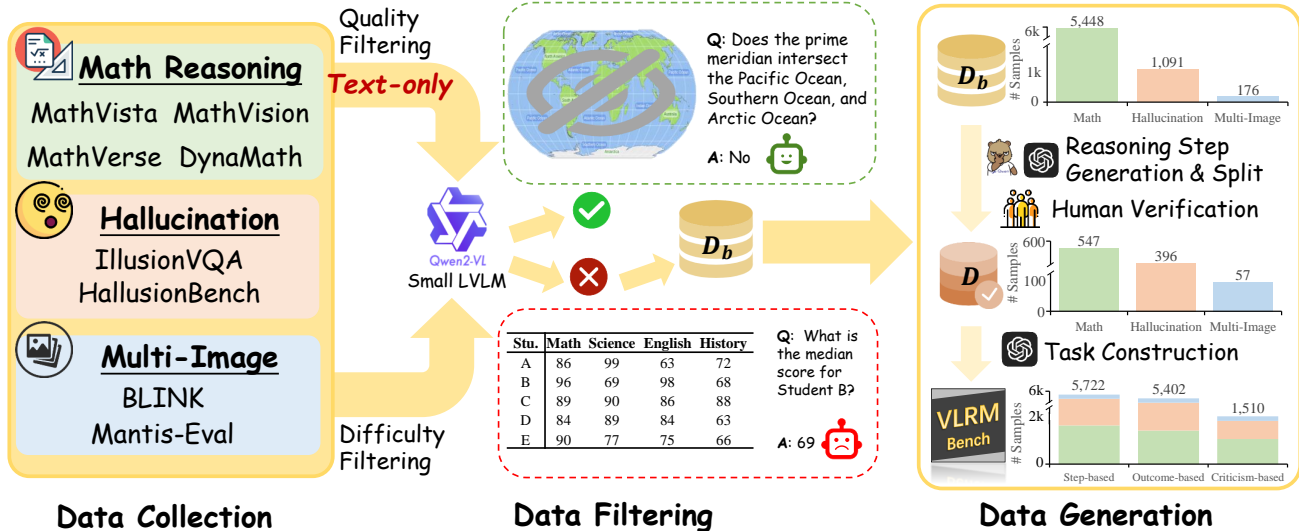 Math Reasoning
MathVista MathVision
MathVerse DynaMath
Hallucination
IllusionVQA
HallusionBench
Multi-Image
BLINK
Mantis-Eval
Data Collection
Quality
Filtering
Text-only
Qwen2-VL
Small LVLM
Difficulty
Filtering
Q: Does the prime
meridian intersect
the Pacific Ocean,
Southern Ocean, and
Arctic Ocean?
A: No
D_b
Stu. Math Science English History
A 86 99 63 72
B 96 69 98 68
C 89 90 86 88
D 84 89 84 63
E 90 77 75 66
Q: What is
the median
score for
Student B?
A: 69
Data Filtering
D_b
# Samples
6k
1k
0
5,448
1,091
176
Math Hallucination Multi-Image
Reasoning Step
Generation & Split
Human Verification
D
# Samples
600
100
0
547
396
57
Math Hallucination Multi-Image
Task Construction
VLRM
Bench
# Samples
6k
2k
0
5,722
5,402
1,510
Step-based Outcome-based Criticism-based
Data Generation